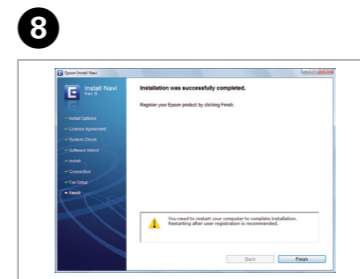 8
Epson Install Navi
Install Navi
Installation was successfully completed.
Register your Epson product by clicking Finish.
Install Options
License Agreement
System Check
Software Select
Install
Connection
Fax Setup
Finish
You need to restart your computer to complete installation.
Restarting after user registration is recommended.
Back
Finish